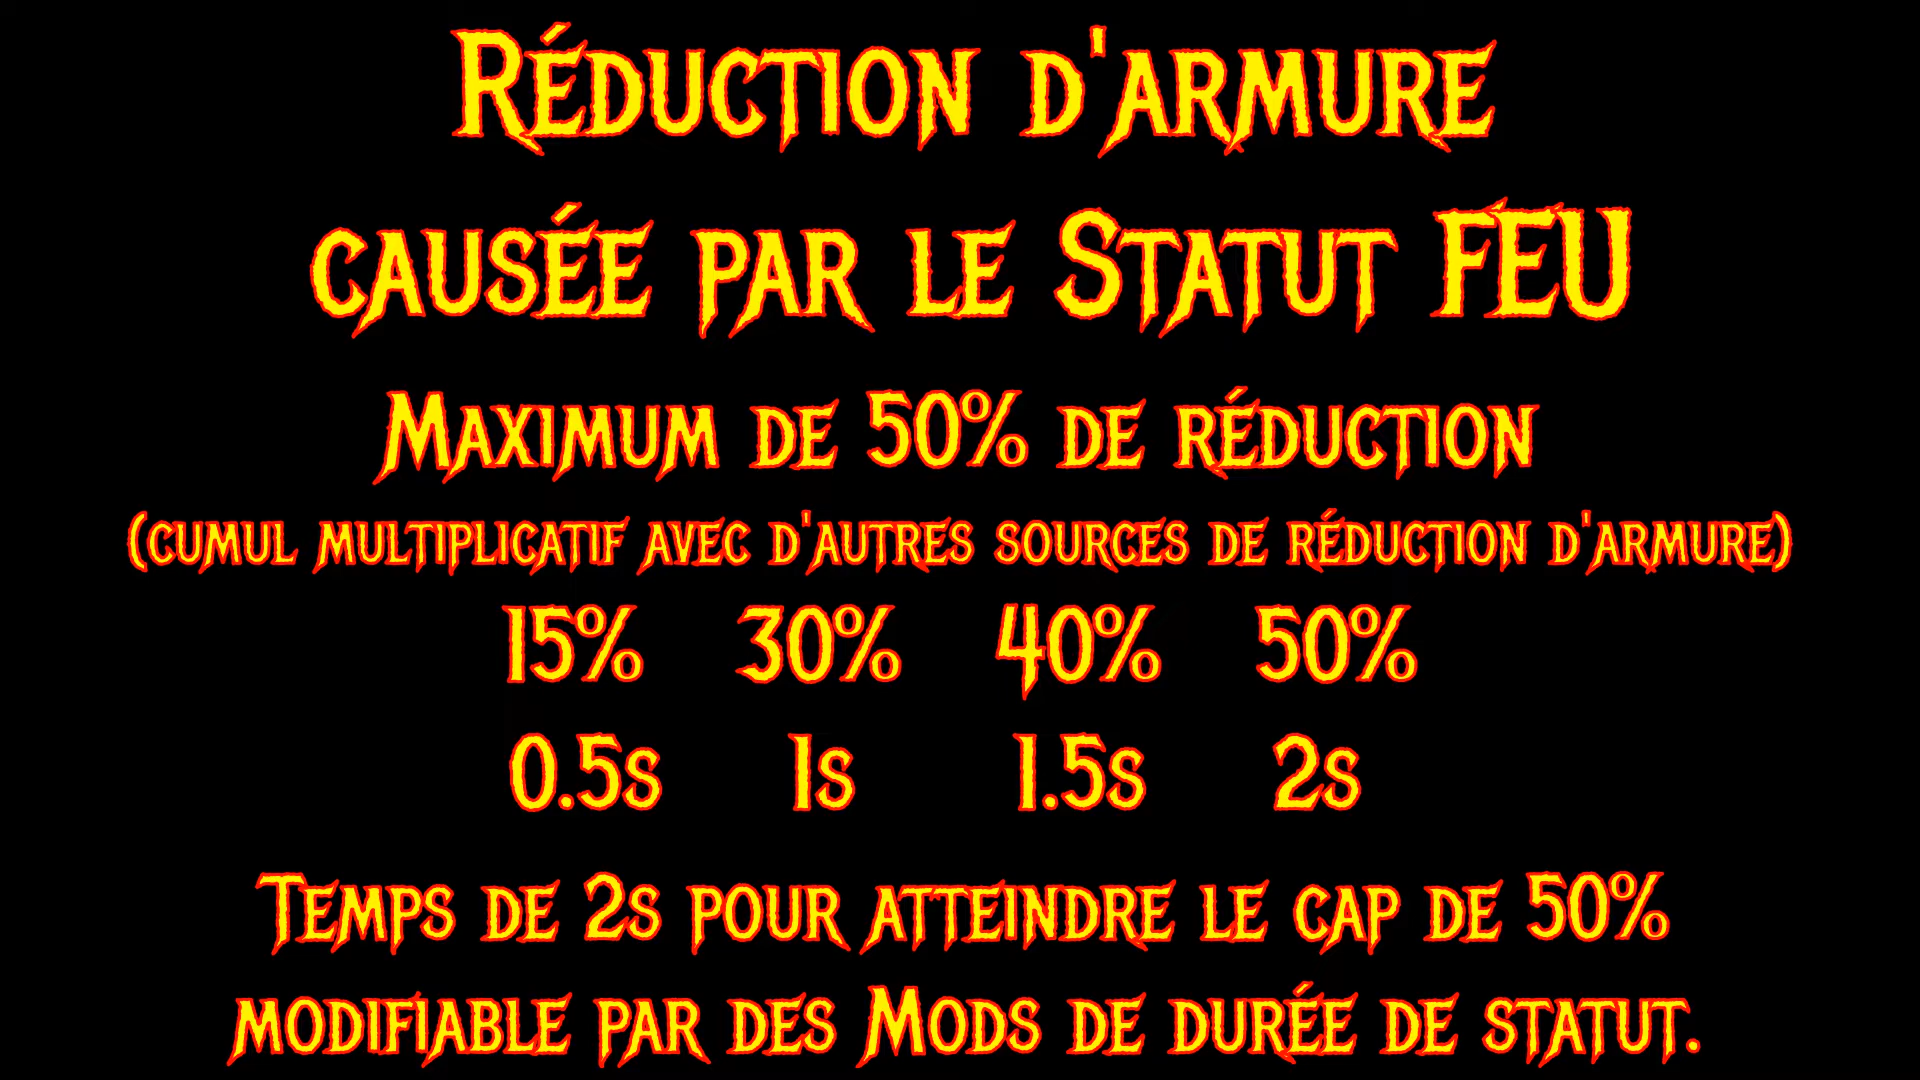 Réduction d'armure
causée par le Statut FEU
Maximum de 50% de réduction
(cumul multiplicatif avec d'autres sources de réduction d'armure)
15% 30% 40% 50%
0.5s 1s 1.5s 2s
Temps de 2s pour atteindre le cap de 50%
modifiable par des Mods de durée de statut.